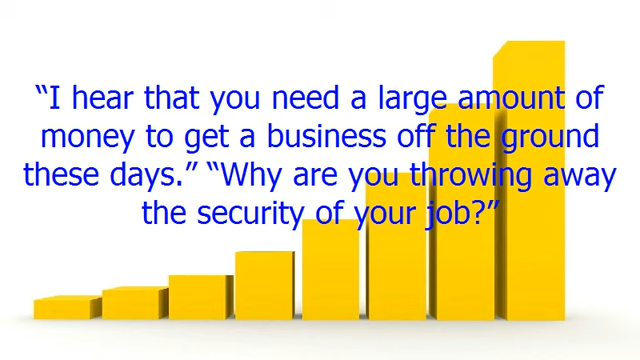 “I hear that you need a large amount of
money to get a business off the ground
these days.” “Why are you throwing away
the security of your job?”